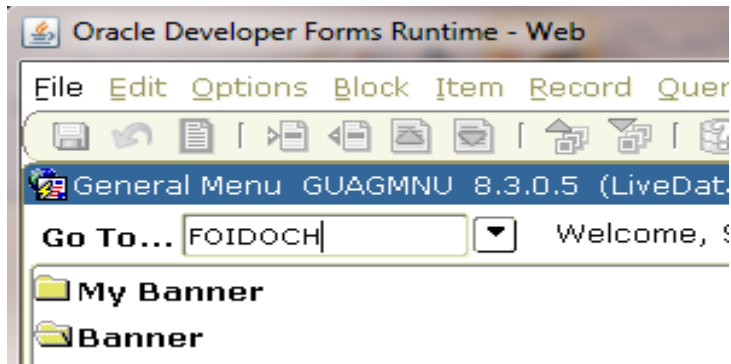 Oracle Developer Forms Runtime - Web
File Edit Options Block Item Record
General Menu GUAGMNU 8.3.0.5
Go To... FOIDOCH Welcome,
My Banner
Banner